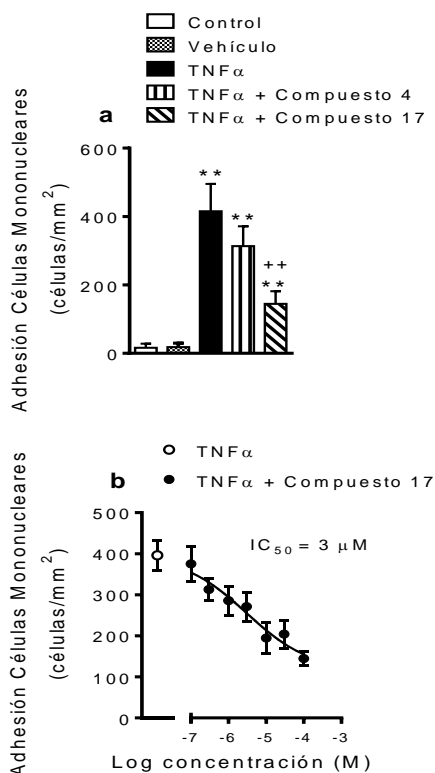 Control
Vehículo
TNFα
TNFα + Compuesto 4
TNFα + Compuesto 17
a
Adhesión Células Mononucleares
(células/mm²)
600
400
200
0
**
**
++
**
TNFα
b
TNFα + Compuesto 17
Adhesión Células Mononucleares
(células/mm²)
500
400
300
200
100
0
IC₅₀ = 3 µM
-7
-6
-5
-4
-3
Log concentración (M)